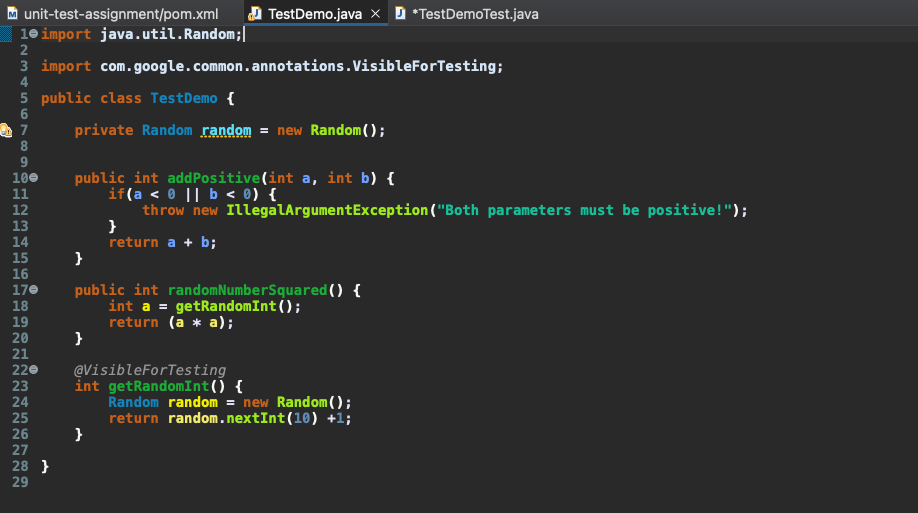 unit-test-assignment/pom.xml TestDemo.java *TestDemoTest.java
1 import java.util.Random;
2
3 import com.google.common.annotations.VisibleForTesting;
4
5 public class TestDemo {
6
7 private Random random = new Random();
8
9
10 public int addPositive(int a, int b) {
11 if(a < 0 || b < 0) {
12 throw new IllegalArgumentException("Both parameters must be positive!");
13 }
14 return a + b;
15 }
16
17 public int randomNumberSquared() {
18 int a = getRandomInt();
19 return (a * a);
20 }
21
22 @VisibleForTesting
23 int getRandomInt() {
24 Random random = new Random();
25 return random.nextInt(10) +1;
26 }
27
28 }
29